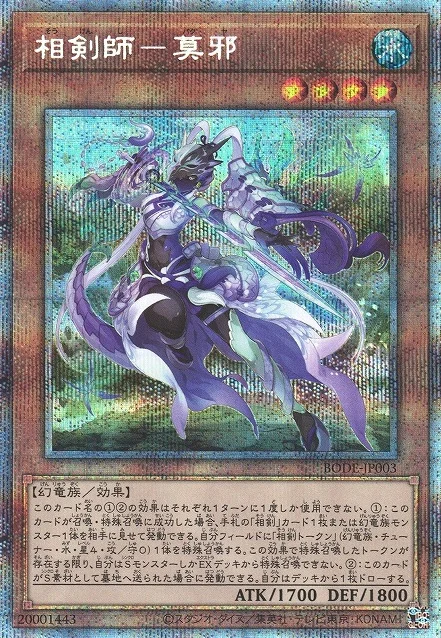 相剣師－莫邪
水
BODE-JP003
【幻竜族／効果】
このカード名の①②の効果はそれぞれ1ターンに1度しか使用できない。①：この
カードが召喚・特殊召喚に成功した場合、手札の「相剣」カード1枚または幻竜族モンス
ター1体を相手に見せて発動できる。自分フィールドに「相剣トークン」（幻竜族・チュー
ナー・水・星4・攻／守０）1体を特殊召喚する。この効果で特殊召喚したトークンが
存在する限り、自分はSモンスターしかEXデッキから特殊召喚できない。②：このカード
がS素材として墓地へ送られた場合に発動できる。自分はデッキから1枚ドローする。
ATK/1700 DEF/1800
20001443
©スタジオ・ダイス／集英社・テレビ東京・KONAMI